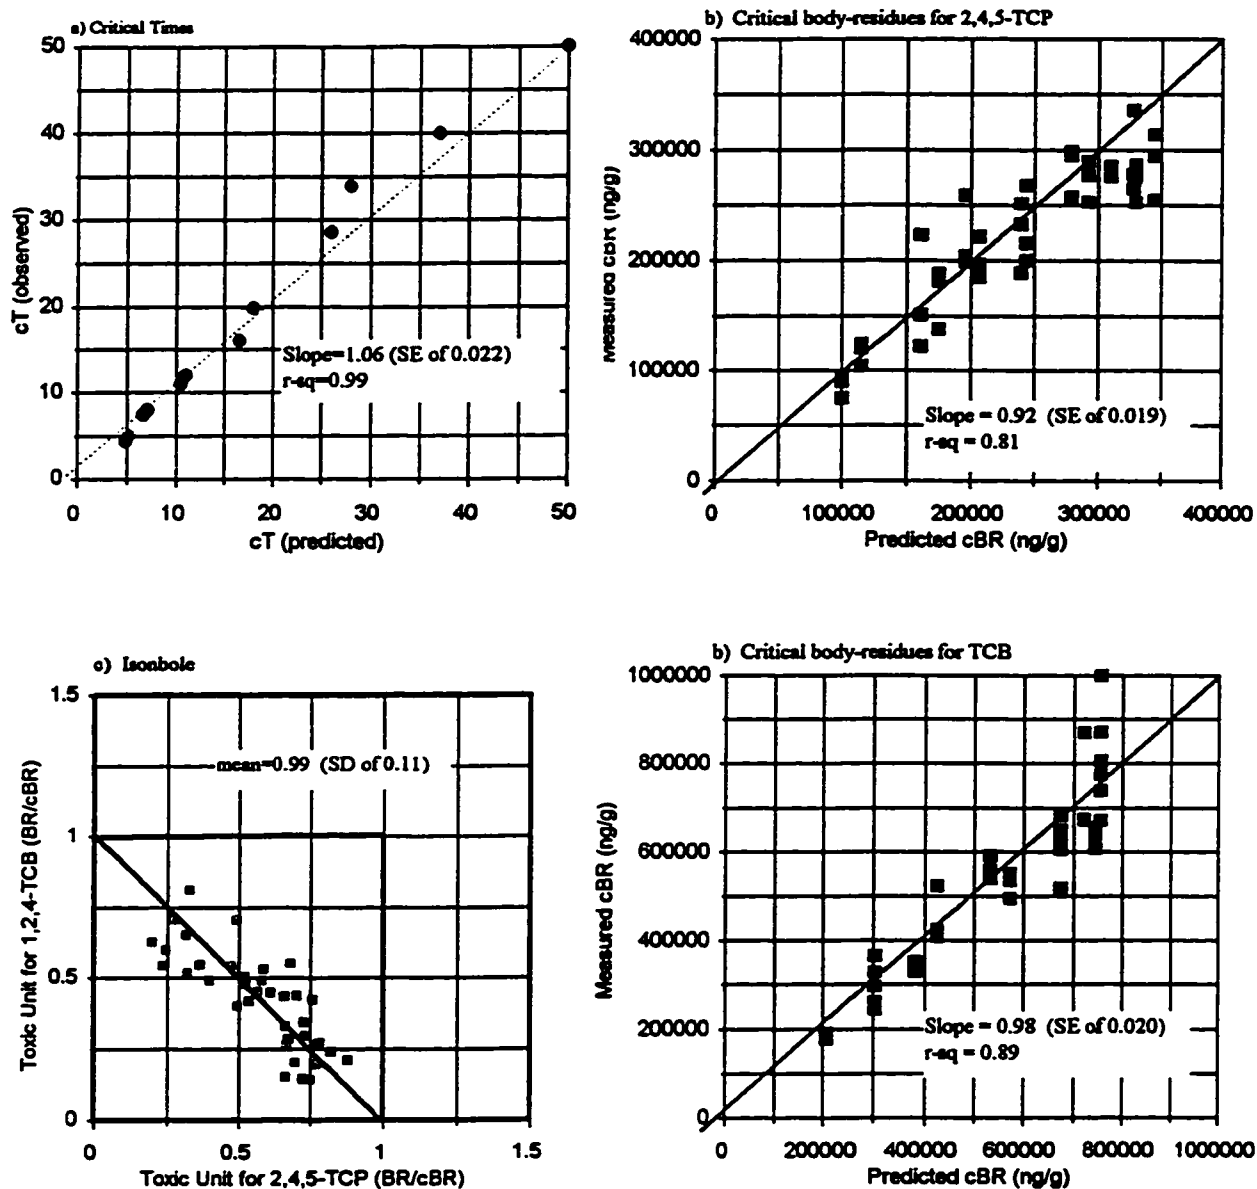 a) Critical Times
50
40
30
20
10
0
cT (observed)
Slope=1.06 (SE of 0.022)
r-sq=0.99
0 10 20 30 40 50
cT (predicted)
b) Critical body-residues for 2,4,5-TCP
400000
300000
200000
100000
0
Measured cBR (ng/g)
Slope = 0.92 (SE of 0.019)
r-sq = 0.81
0 100000 200000 300000 400000
Predicted cBR (ng/g)
c) Isonbole
1.5
1
0.5
0
Toxic Unit for 1,2,4-TCB (BR/cBR)
mean=0.99 (SD of 0.11)
0 0.5 1 1.5
Toxic Unit for 2,4,5-TCP (BR/cBR)
b) Critical body-residues for TCB
1000000
800000
600000
400000
200000
0
Measured cBR (ng/g)
Slope = 0.98 (SE of 0.020)
r-sq = 0.89
0 200000 400000 600000 800000 1000000
Predicted cBR (ng/g)